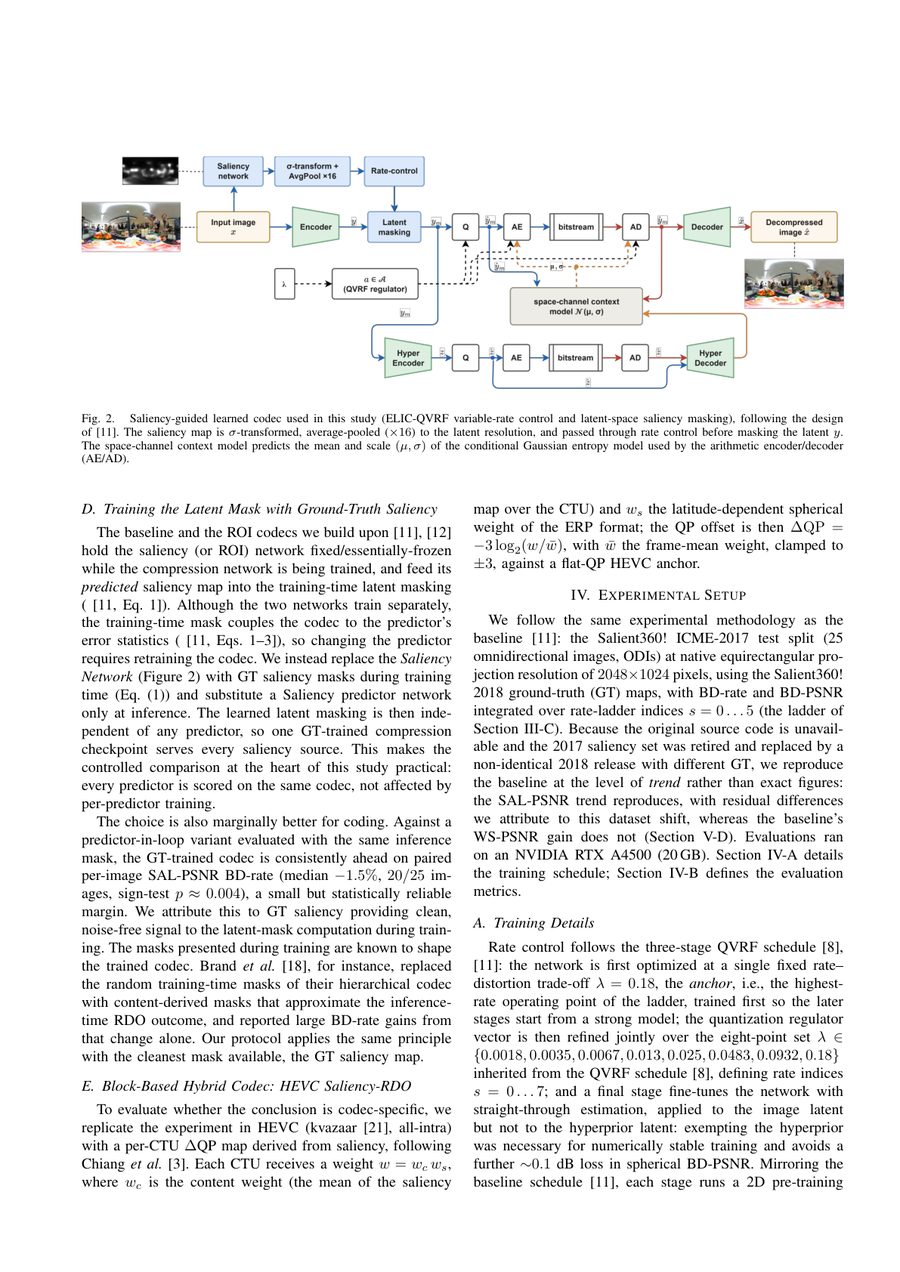 Saliency
network
σ-transform +
AvgPool ×16
Rate-control
Input image
x
Encoder
y
Latent
masking
y_m
Q
ŷ_m
AE
bitstream
AD
ŷ_m
Decoder
x̂
Decompressed
image x̂
λ
a ∈ 𝒜
(QVRF regulator)
ŷ_m
μ, σ
space-channel context
model 𝒩(μ, σ)
y_m
Hyper
Encoder
Q
AE
bitstream
AD
Hyper
Decoder
Fig. 2. Saliency-guided learned codec used in this study (ELIC-QVRF variable-rate control and latent-space saliency masking), following the design
of [11]. The saliency map is σ-transformed, average-pooled (×16) to the latent resolution, and passed through rate control before masking the latent y.
The space-channel context model predicts the mean and scale (μ, σ) of the conditional Gaussian entropy model used by the arithmetic encoder/decoder
(AE/AD).
D. Training the Latent Mask with Ground-Truth Saliency
The baseline and the ROI codecs we build upon [11], [12]
hold the saliency (or ROI) network fixed/essentially-frozen
while the compression network is being trained, and feed its
predicted saliency map into the training-time latent masking
( [11, Eq. 1]). Although the two networks train separately,
the training-time mask couples the codec to the predictor's
error statistics ( [11, Eqs. 1–3]), so changing the predictor
requires retraining the codec. We instead replace the Saliency
Network (Figure 2) with GT saliency masks during training
time (Eq. (1)) and substitute a Saliency predictor network
only at inference. The learned latent masking is then inde-
pendent of any predictor, so one GT-trained compression
checkpoint serves every saliency source. This makes the
controlled comparison at the heart of this study practical:
every predictor is scored on the same codec, not affected by
per-predictor training.
The choice is also marginally better for coding. Against a
predictor-in-loop variant evaluated with the same inference
mask, the GT-trained codec is consistently ahead on paired
per-image SAL-PSNR BD-rate (median −1.5%, 20/25 im-
ages, sign-test p ≈ 0.004), a small but statistically reliable
margin. We attribute this to GT saliency providing clean,
noise-free signal to the latent-mask computation during train-
ing. The masks presented during training are known to shape
the trained codec. Brand et al. [18], for instance, replaced
the random training-time masks of their hierarchical codec
with content-derived masks that approximate the inference-
time RDO outcome, and reported large BD-rate gains from
that change alone. Our protocol applies the same principle
with the cleanest mask available, the GT saliency map.
E. Block-Based Hybrid Codec: HEVC Saliency-RDO
To evaluate whether the conclusion is codec-specific, we
replicate the experiment in HEVC (kvazaar [21], all-intra)
with a per-CTU ΔQP map derived from saliency, following
Chiang et al. [3]. Each CTU receives a weight w = w_c w_s,
where w_c is the content weight (the mean of the saliency
map over the CTU) and w_s the latitude-dependent spherical
weight of the ERP format; the QP offset is then ΔQP =
−3 log₂(w/w̄), with w̄ the frame-mean weight, clamped to
±3, against a flat-QP HEVC anchor.
IV. EXPERIMENTAL SETUP
We follow the same experimental methodology as the
baseline [11]: the Salient360! ICME-2017 test split (25
omnidirectional images, ODIs) at native equirectangular pro-
jection resolution of 2048×1024 pixels, using the Salient360!
2018 ground-truth (GT) maps, with BD-rate and BD-PSNR
integrated over rate-ladder indices s = 0 . . . 5 (the ladder of
Section III-C). Because the original source code is unavail-
able and the 2017 saliency set was retired and replaced by a
non-identical 2018 release with different GT, we reproduce
the baseline at the level of trend rather than exact figures:
the SAL-PSNR trend reproduces, with residual differences
we attribute to this dataset shift, whereas the baseline's
WS-PSNR gain does not (Section V-D). Evaluations ran
on an NVIDIA RTX A4500 (20 GB). Section IV-A details
the training schedule; Section IV-B defines the evaluation
metrics.
A. Training Details
Rate control follows the three-stage QVRF schedule [8],
[11]: the network is first optimized at a single fixed rate–
distortion trade-off λ = 0.18, the anchor, i.e., the highest-
rate operating point of the ladder, trained first so the later
stages start from a strong model; the quantization regulator
vector is then refined jointly over the eight-point set λ ∈
{0.0018, 0.0035, 0.0067, 0.013, 0.025, 0.0483, 0.0932, 0.18}
inherited from the QVRF schedule [8], defining rate indices
s = 0 . . . 7; and a final stage fine-tunes the network with
straight-through estimation, applied to the image latent
but not to the hyperprior latent: exempting the hyperprior
was necessary for numerically stable training and avoids a
further ∼0.1 dB loss in spherical BD-PSNR. Mirroring the
baseline schedule [11], each stage runs a 2D pre-training